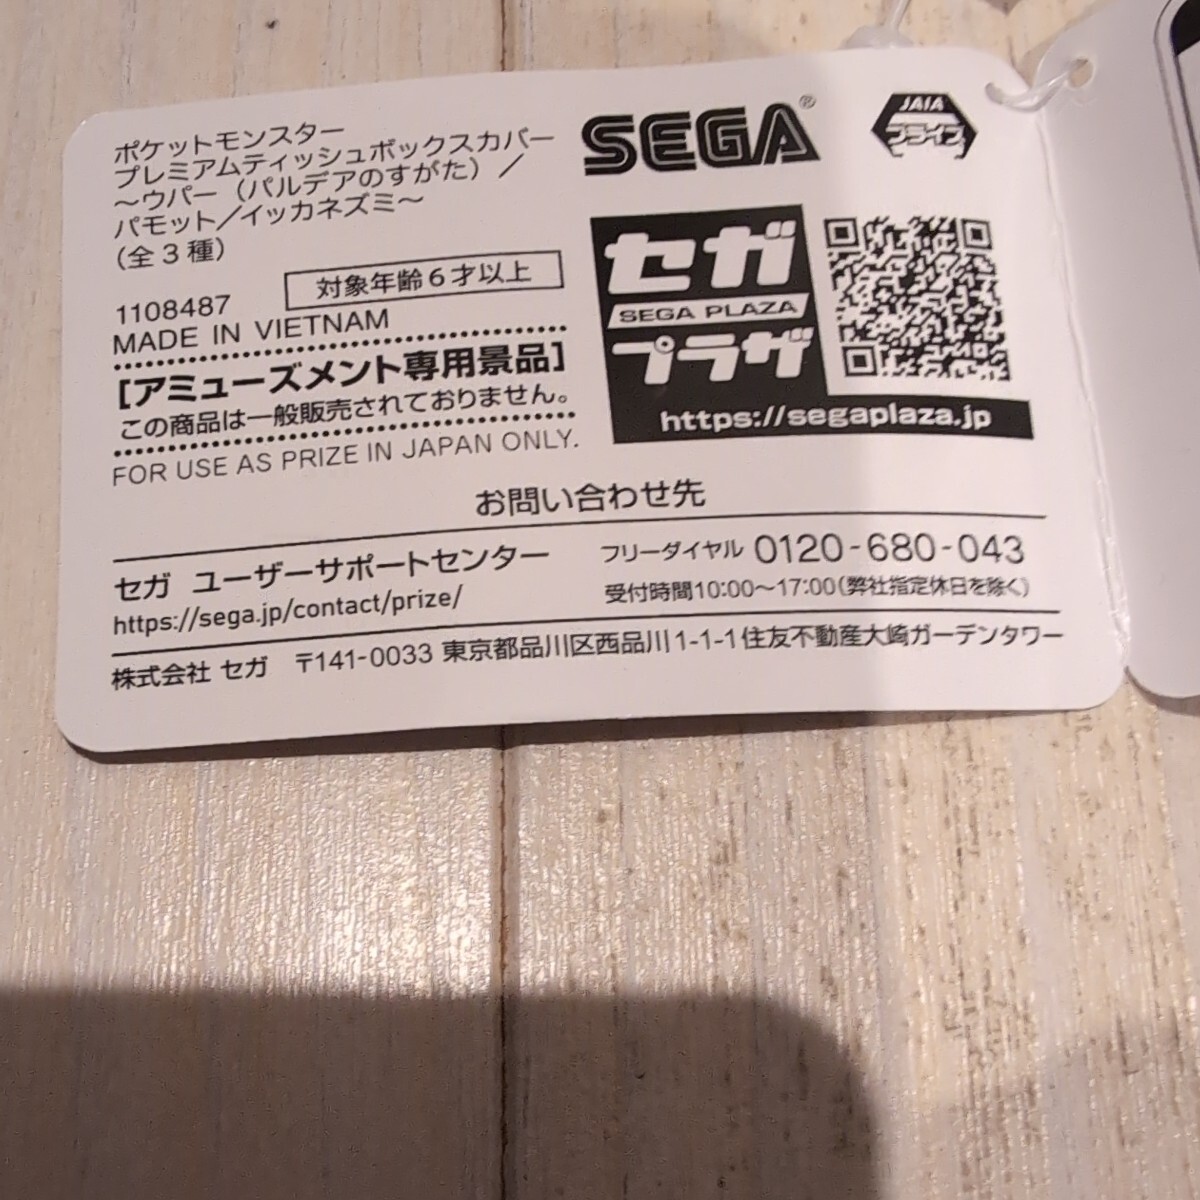 ポケットモンスター
プレミアムティッシュボックスカバー
～ウパー（パルデアのすがた）／
パモット／イッカネズミ～
（全3種）
1108487
対象年齢6才以上
MADE IN VIETNAM
[アミューズメント専用景品]
この商品は一般販売されておりません。
FOR USE AS PRIZE IN JAPAN ONLY.
SEGA®
JAIA
プライズ
セガ
SEGA PLAZA
プラザ
https://segaplaza.jp
お問い合わせ先
セガ ユーザーサポートセンター
https://sega.jp/contact/prize/
フリーダイヤル 0120-680-043
受付時間10:00～17:00（弊社指定休日を除く）
株式会社 セガ 〒141-0033 東京都品川区西品川1-1-1住友不動産大崎ガーデンタワー